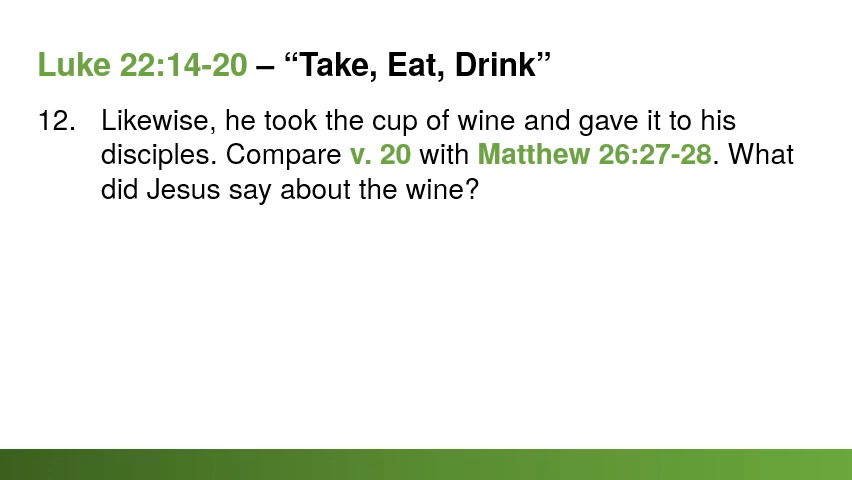 Luke 22:14-20 – “Take, Eat, Drink”
12. Likewise, he took the cup of wine and gave it to his
disciples. Compare v. 20 with Matthew 26:27-28. What
did Jesus say about the wine?